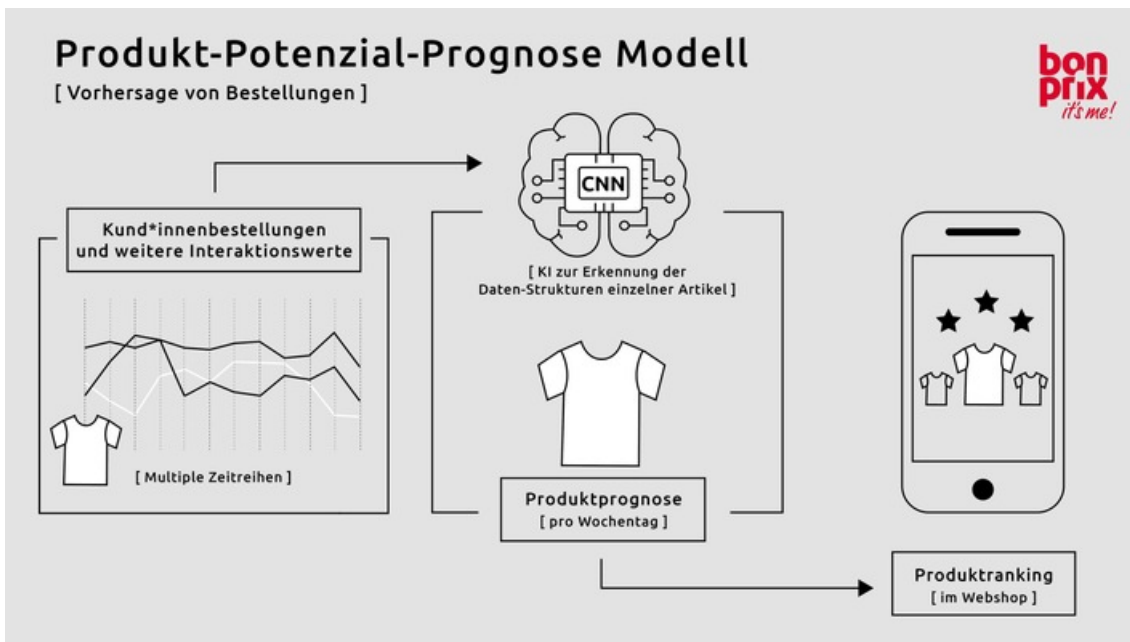 Produkt-Potenzial-Prognose Modell
[ Vorhersage von Bestellungen ]
bon
prix
it's me!
Kund*innenbestellungen
und weitere Interaktionswerte
[ Multiple Zeitreihen ]
CNN
[ KI zur Erkennung der
Daten-Strukturen einzelner Artikel ]
Produktprognose
[ pro Wochentag ]
Produktranking
[ im Webshop ]